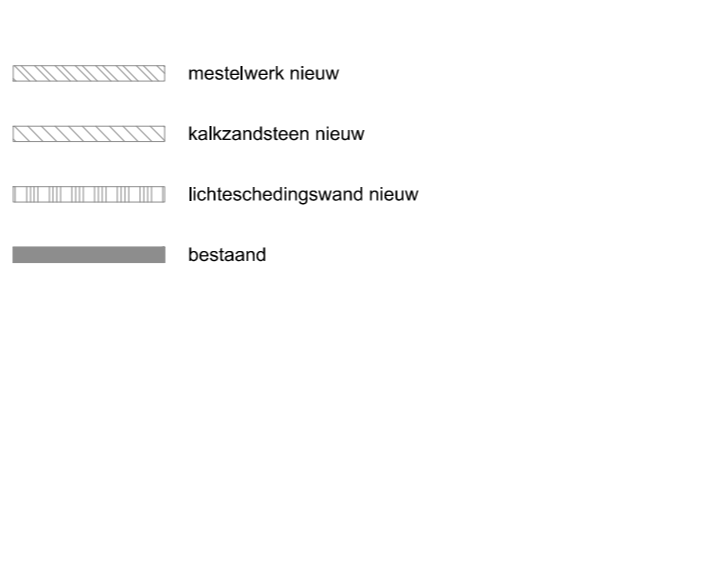 mestelwerk nieuw
kalkzandsteen nieuw
lichteschedingswand nieuw
bestaand